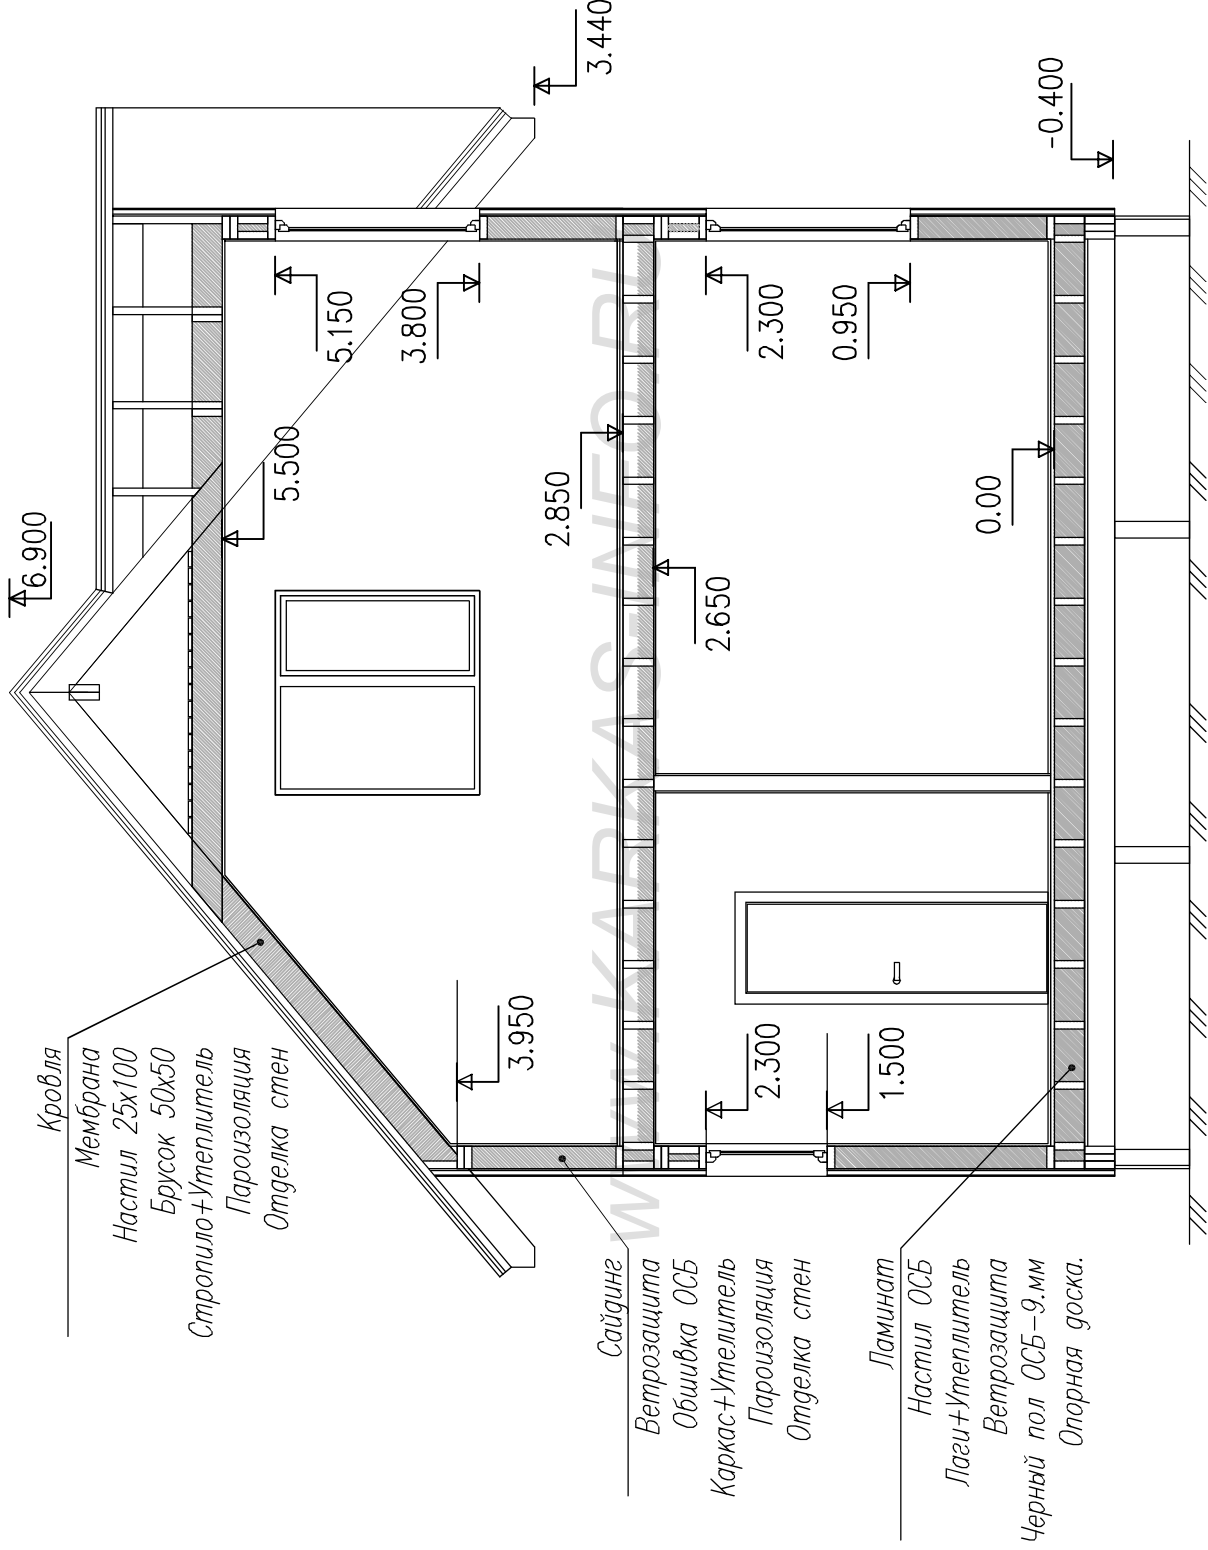 Кровля
Мембрана
Настил 25х100
Брусок 50х50
Стропило+Утеплитель
Пароизоляция
Отделка стен
Сайдинг
Ветрозащита
Обшивка ОСБ
Каркас+Утелитель
Пароизоляция
Отделка стен
Ламинат
Настил ОСБ
Лаги+Утеплитель
Ветрозащита
Черный пол ОСБ-9.мм
Опорная доска.
6.900
5.500
5.150
3.800
3.440
3.950
2.850
2.650
2.300
0.950
2.300
1.500
0.00
-0.400
www.KARKAS-INFO.RU